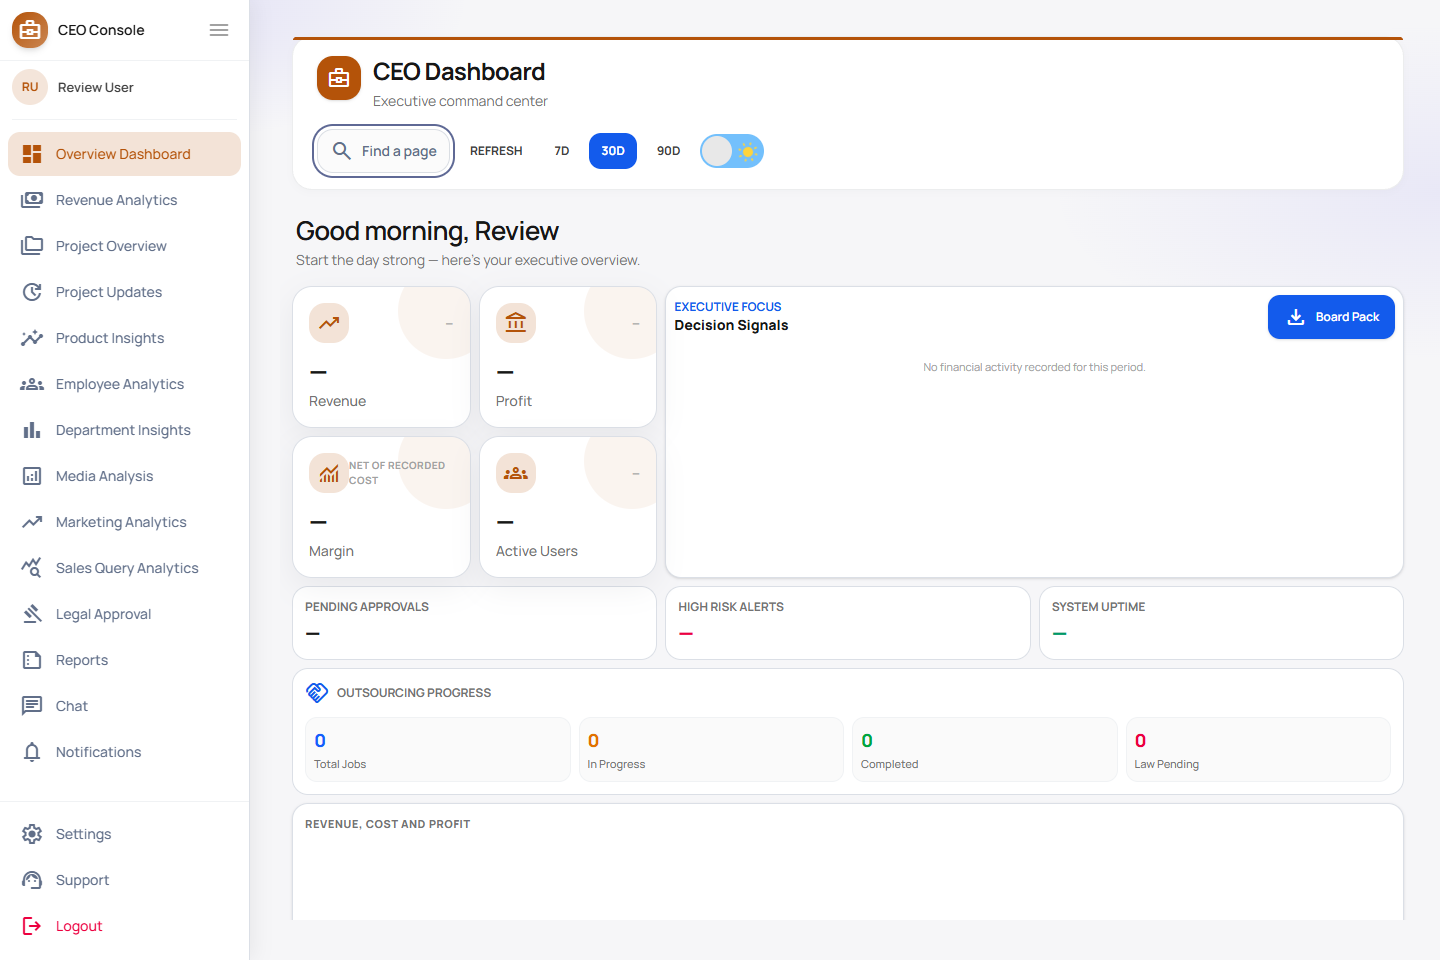 CEO Console
RU
Review User
Overview Dashboard
Revenue Analytics
Project Overview
Project Updates
Product Insights
Employee Analytics
Department Insights
Media Analysis
Marketing Analytics
Sales Query Analytics
Legal Approval
Reports
Chat
Notifications
Settings
Support
Logout
CEO Dashboard
Executive command center
Find a page
REFRESH
7D
30D
90D
Good morning, Review
Start the day strong — here's your executive overview.
–
—
Revenue
–
—
Profit
NET OF RECORDED
COST
—
Margin
–
—
Active Users
EXECUTIVE FOCUS
Decision Signals
Board Pack
No financial activity recorded for this period.
PENDING APPROVALS
—
HIGH RISK ALERTS
—
SYSTEM UPTIME
—
OUTSOURCING PROGRESS
0
Total Jobs
0
In Progress
0
Completed
0
Law Pending
REVENUE, COST AND PROFIT